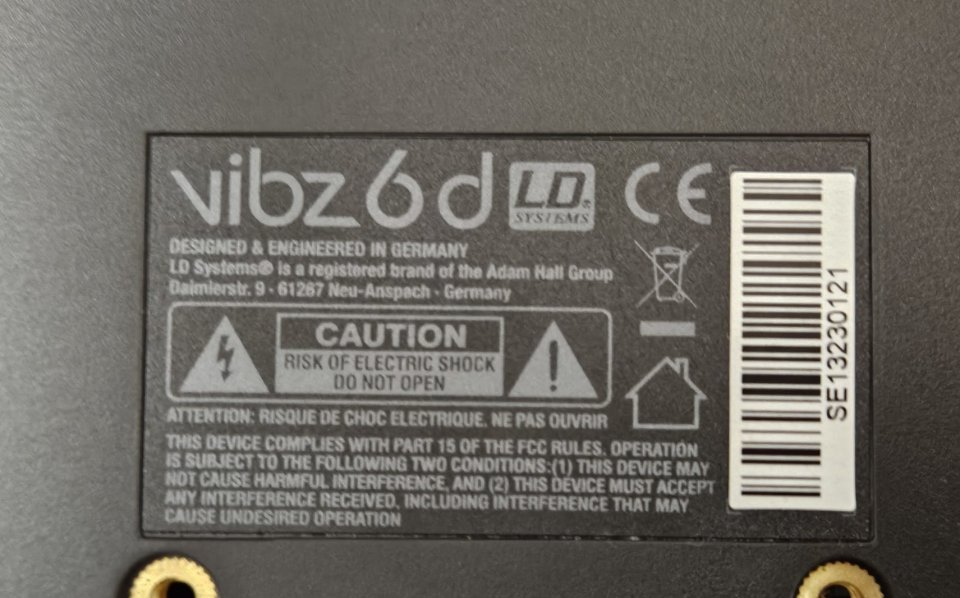 vibz 6 d
LD®
SYSTEMS
CE
DESIGNED & ENGINEERED IN GERMANY
LD Systems® is a registered brand of the Adam Hall Group
Daimlerstr. 9 - 61267 Neu-Anspach - Germany
CAUTION
RISK OF ELECTRIC SHOCK
DO NOT OPEN
ATTENTION: RISQUE DE CHOC ELECTRIQUE. NE PAS OUVRIR
THIS DEVICE COMPLIES WITH PART 15 OF THE FCC RULES. OPERATION
IS SUBJECT TO THE FOLLOWING TWO CONDITIONS:(1) THIS DEVICE MAY
NOT CAUSE HARMFUL INTERFERENCE, AND (2) THIS DEVICE MUST ACCEPT
ANY INTERFERENCE RECEIVED, INCLUDING INTERFERENCE THAT MAY
CAUSE UNDESIRED OPERATION
SE13230121